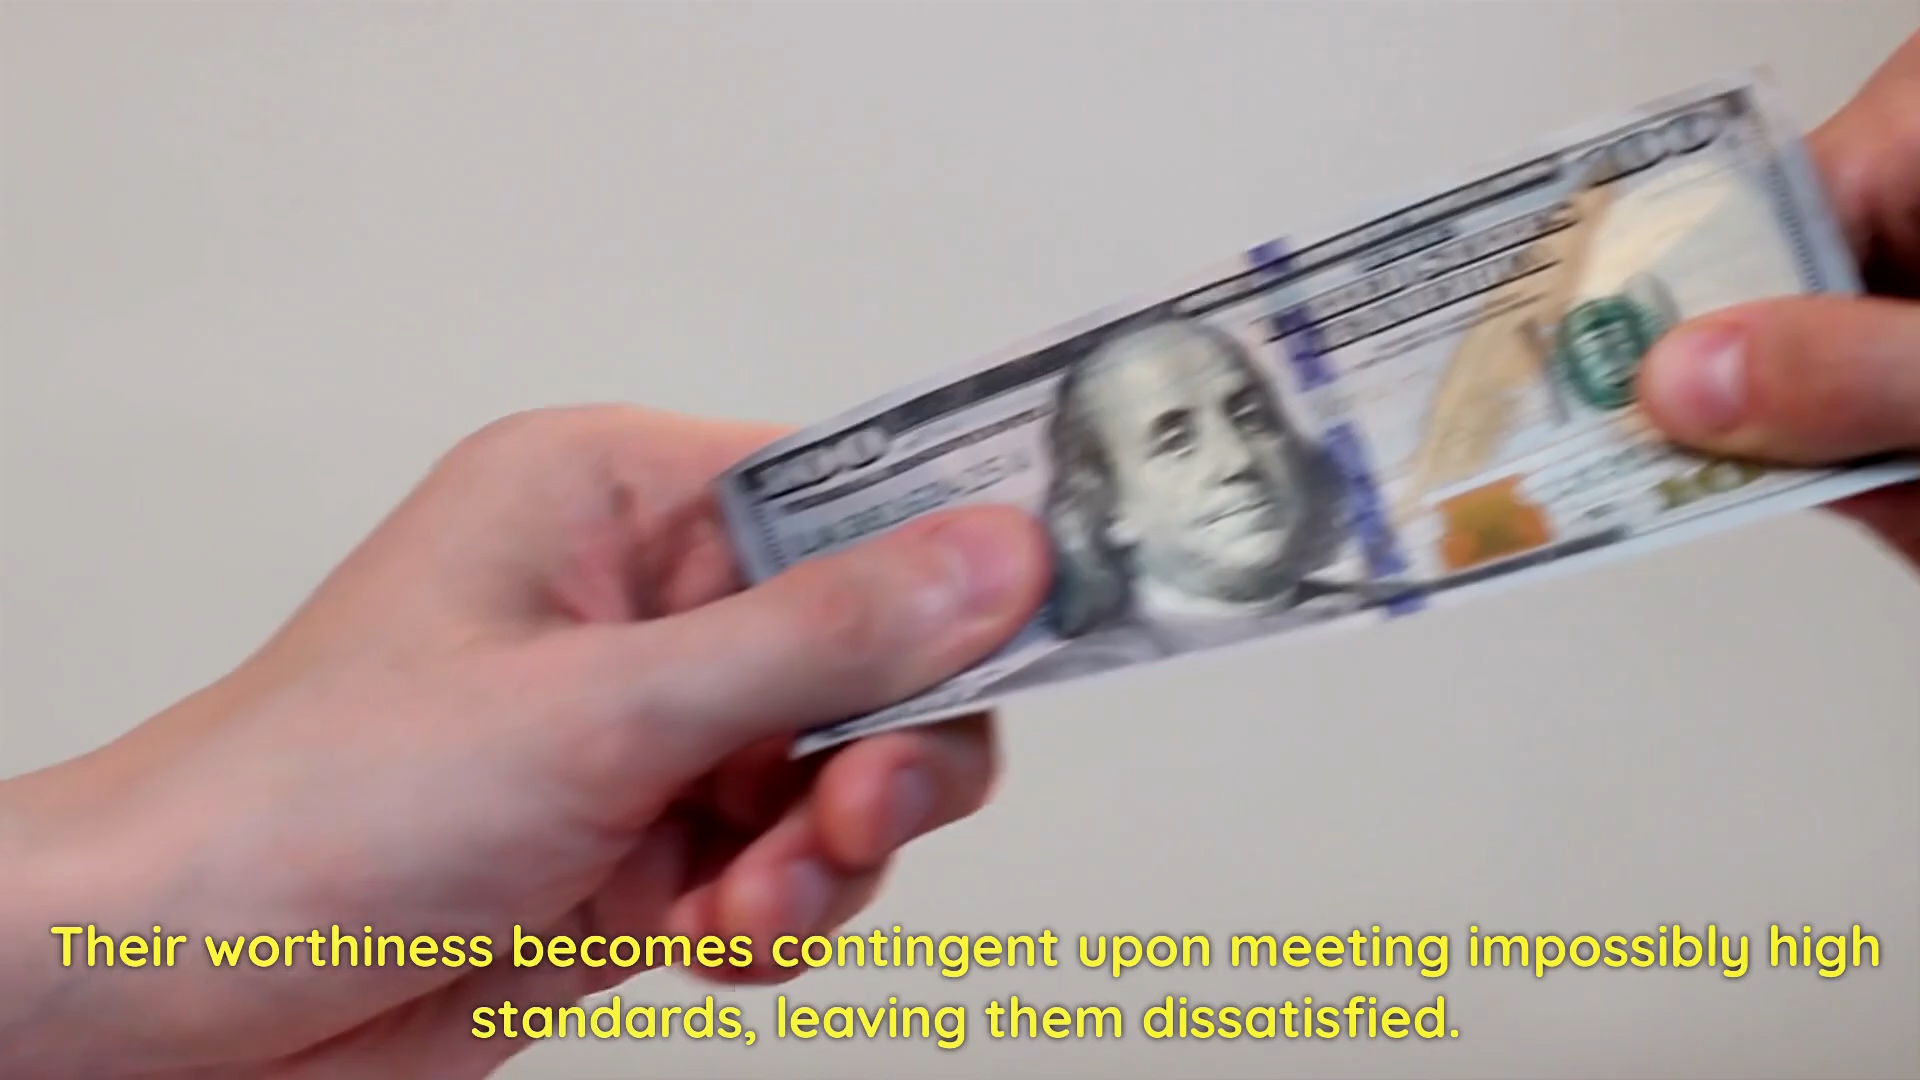 Their worthiness becomes contingent upon meeting impossibly high
standards, leaving them dissatisfied.